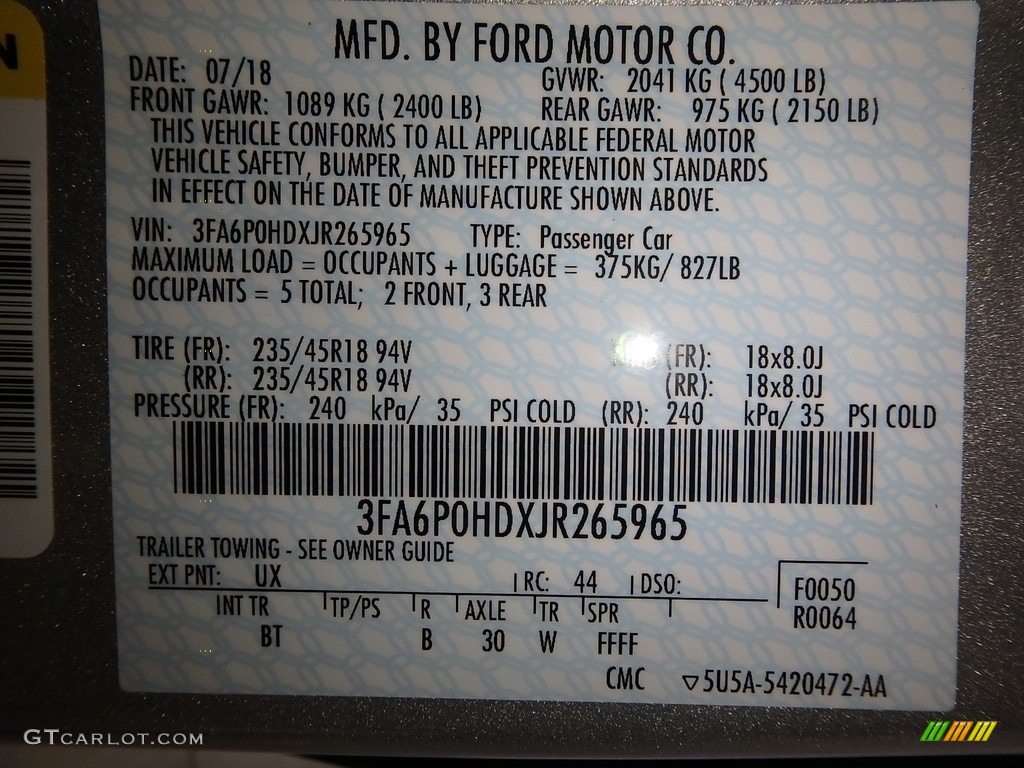 N
MFD. BY FORD MOTOR CO.
DATE: 07/18 GVWR: 2041 KG ( 4500 LB)
FRONT GAWR: 1089 KG ( 2400 LB) REAR GAWR: 975 KG ( 2150 LB)
THIS VEHICLE CONFORMS TO ALL APPLICABLE FEDERAL MOTOR
VEHICLE SAFETY, BUMPER, AND THEFT PREVENTION STANDARDS
IN EFFECT ON THE DATE OF MANUFACTURE SHOWN ABOVE.
VIN: 3FA6P0HDXJR265965 TYPE: Passenger Car
MAXIMUM LOAD = OCCUPANTS + LUGGAGE = 375KG/ 827LB
OCCUPANTS = 5 TOTAL; 2 FRONT, 3 REAR
TIRE (FR): 235/45R18 94V (FR): 18x8.0J
(RR): 235/45R18 94V (RR): 18x8.0J
PRESSURE (FR): 240 kPa/ 35 PSI COLD (RR): 240 kPa/ 35 PSI COLD
3FA6P0HDXJR265965
TRAILER TOWING - SEE OWNER GUIDE
EXT PNT: UX RC: 44 DSO: F0050
INT TR TP/PS R AXLE TR SPR R0064
BT B 30 W FFFF
CMC ▽5U5A-5420472-AA
GTCARLOT.COM